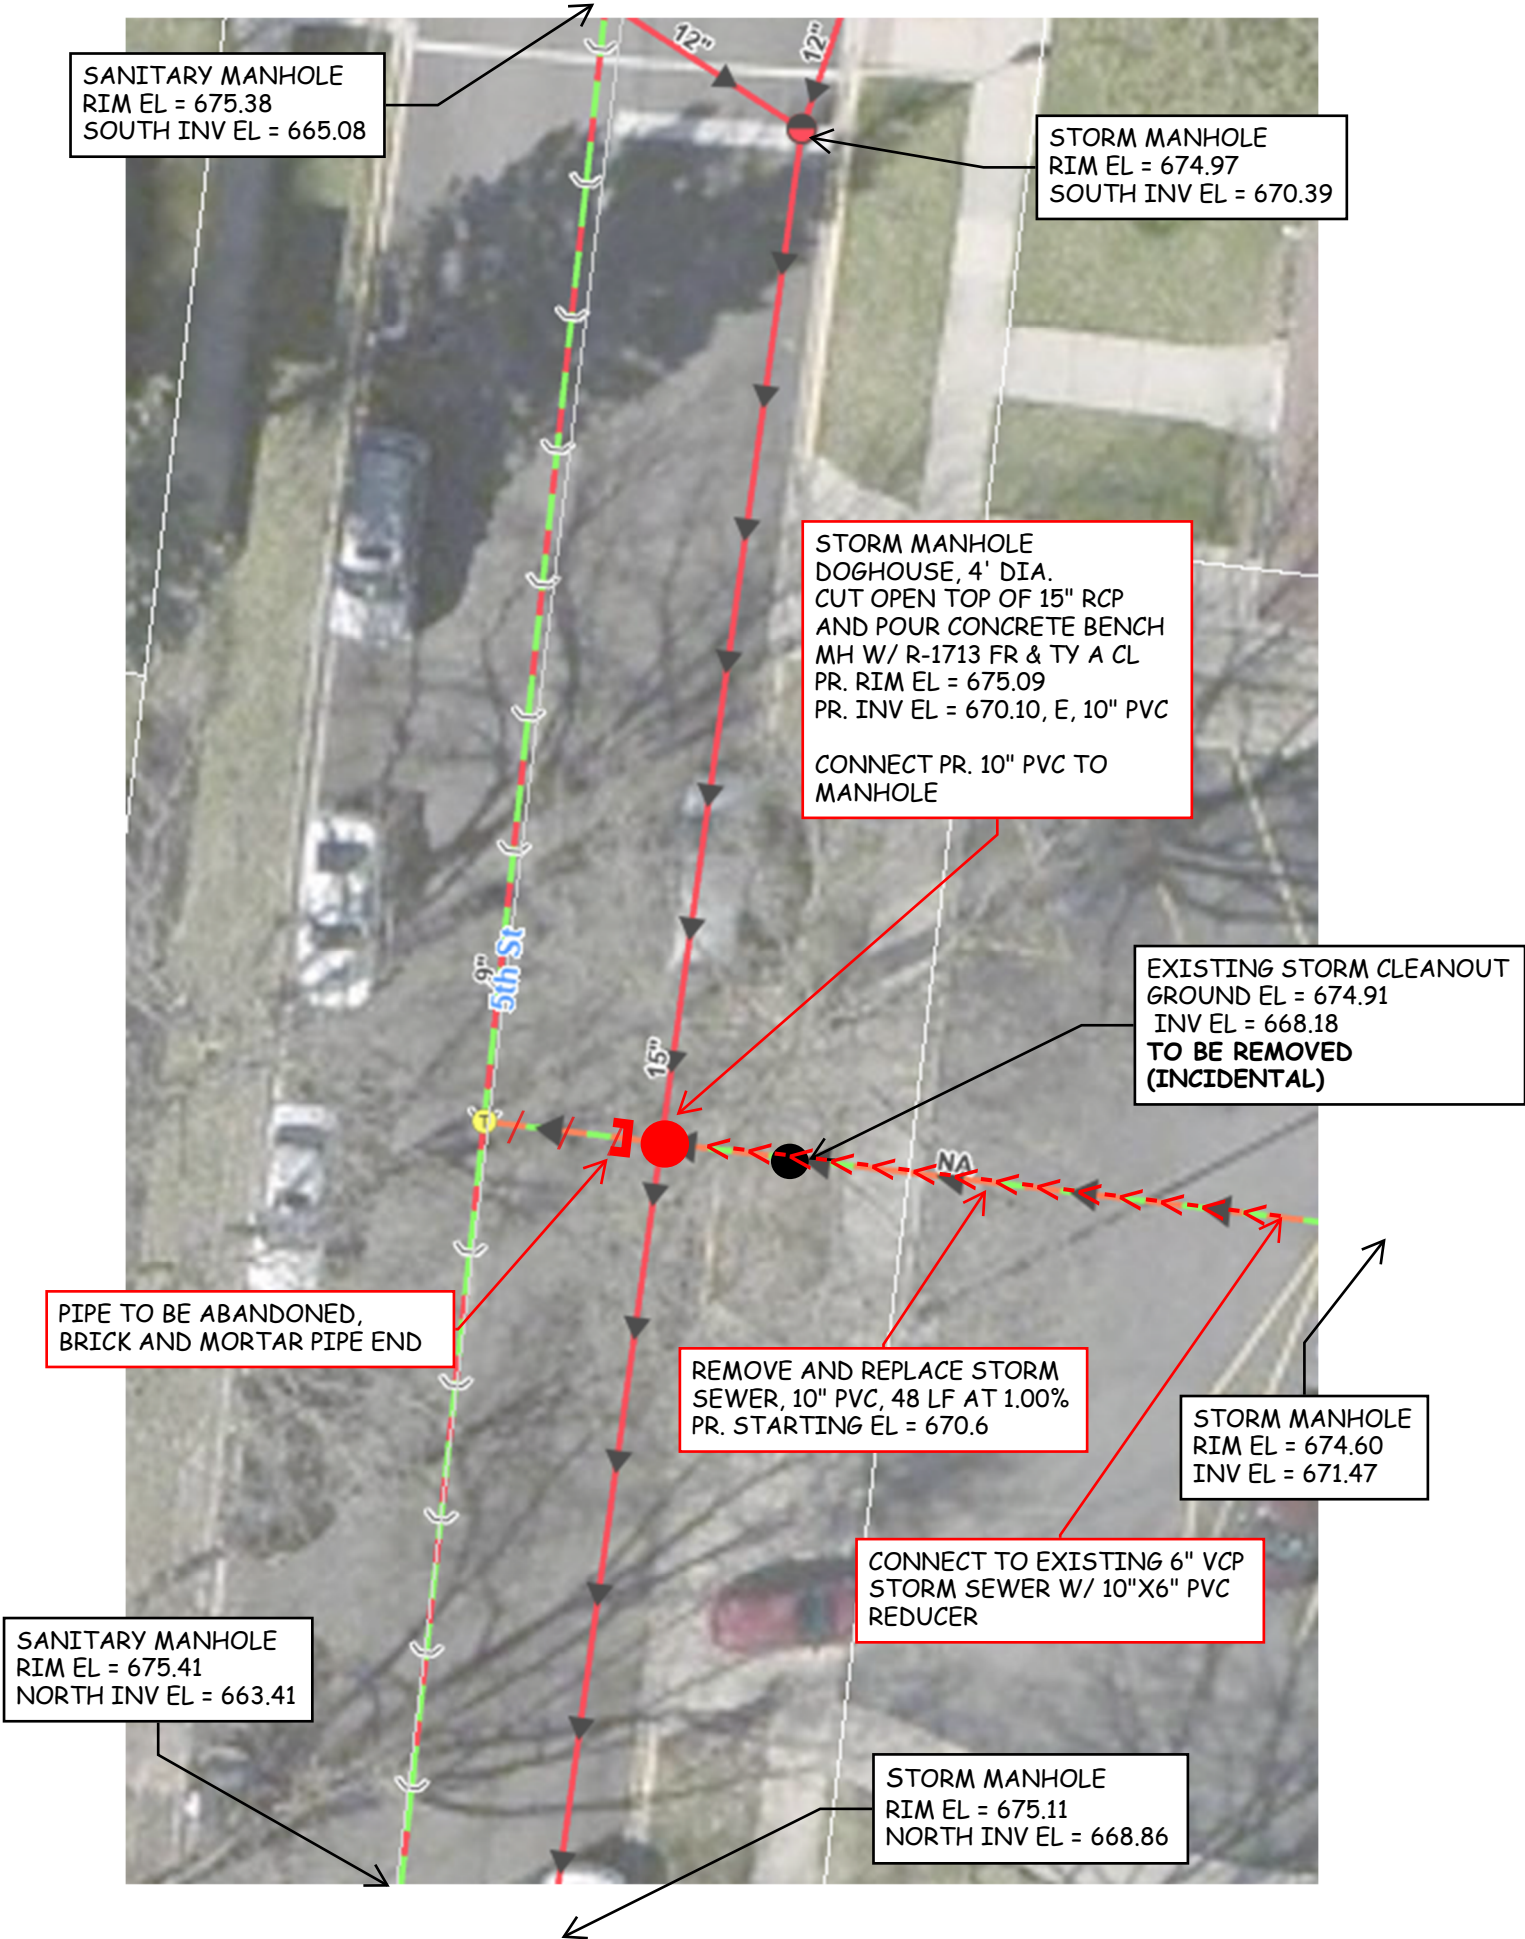 12"
12"
SANITARY MANHOLE
RIM EL = 675.38
SOUTH INV EL = 665.08
STORM MANHOLE
RIM EL = 674.97
SOUTH INV EL = 670.39
STORM MANHOLE
DOGHOUSE, 4' DIA.
CUT OPEN TOP OF 15" RCP
AND POUR CONCRETE BENCH
MH W/ R-1713 FR & TY A CL
PR. RIM EL = 675.09
PR. INV EL = 670.10, E, 10" PVC
CONNECT PR. 10" PVC TO
MANHOLE
9"
5th St
EXISTING STORM CLEANOUT
GROUND EL = 674.91
INV EL = 668.18
TO BE REMOVED
(INCIDENTAL)
15"
T
NA
PIPE TO BE ABANDONED,
BRICK AND MORTAR PIPE END
REMOVE AND REPLACE STORM
SEWER, 10" PVC, 48 LF AT 1.00%
PR. STARTING EL = 670.6
STORM MANHOLE
RIM EL = 674.60
INV EL = 671.47
CONNECT TO EXISTING 6" VCP
STORM SEWER W/ 10"X6" PVC
REDUCER
SANITARY MANHOLE
RIM EL = 675.41
NORTH INV EL = 663.41
STORM MANHOLE
RIM EL = 675.11
NORTH INV EL = 668.86